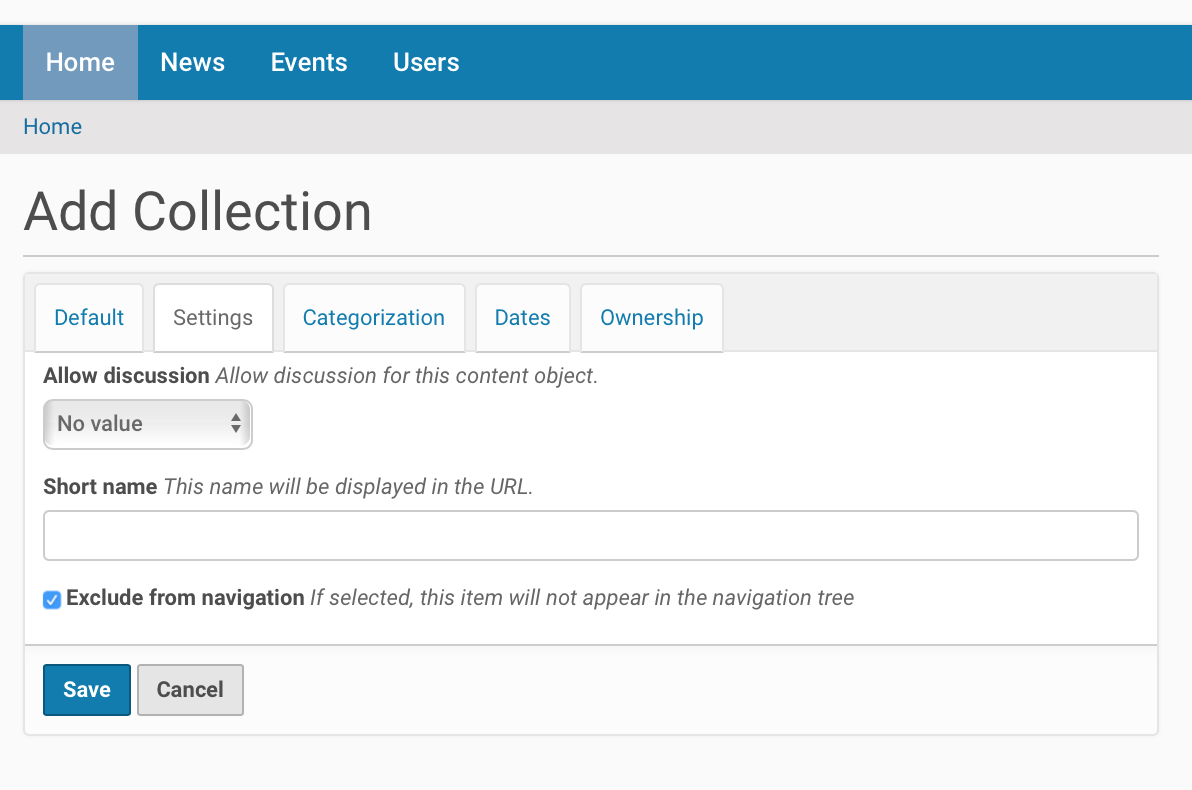 Home News Events Users
Home
Add Collection
Default Settings Categorization Dates Ownership
Allow discussion Allow discussion for this content object.
No value
Short name This name will be displayed in the URL.
Exclude from navigation If selected, this item will not appear in the navigation tree
Save Cancel